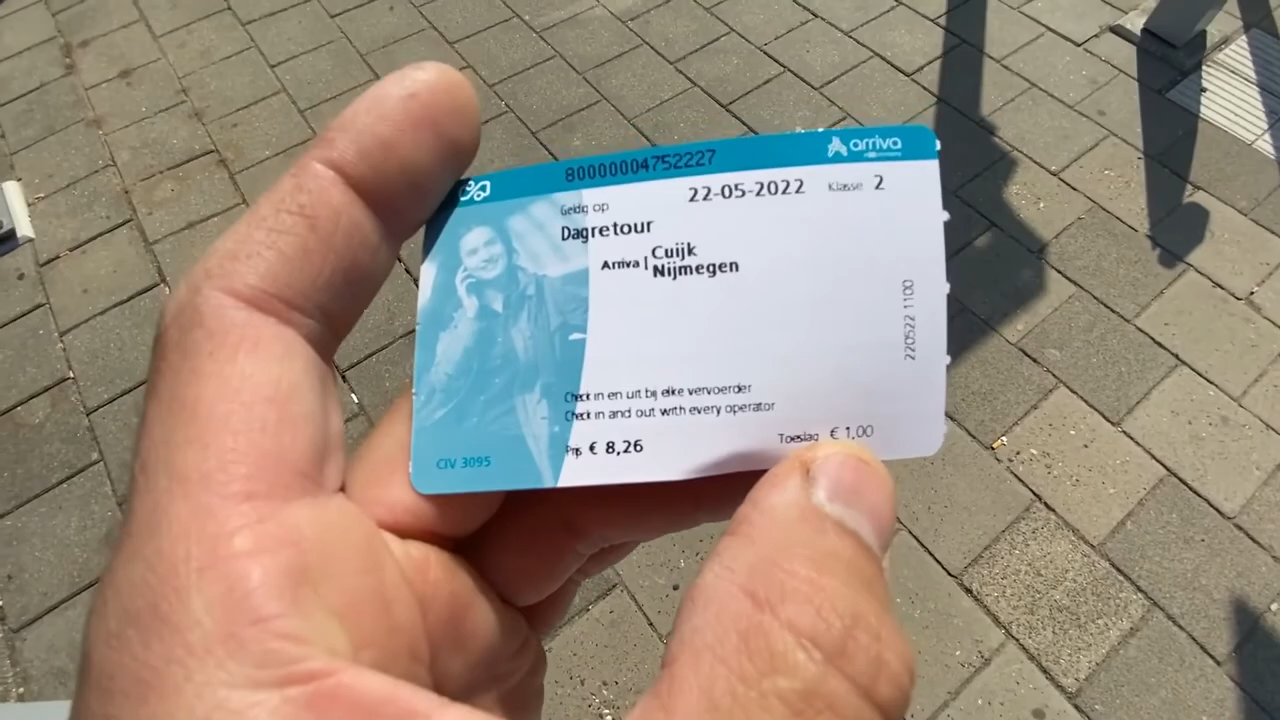 80000004752227
arriva
Geldig op 22-05-2022 Klasse 2
Dagretour
Arriva | Cuijk
Nijmegen
220522 1100
Check in en uit bij elke vervoerder
Check in and out with every operator
Prijs € 8,26 Toeslag € 1,00
CIV 3095